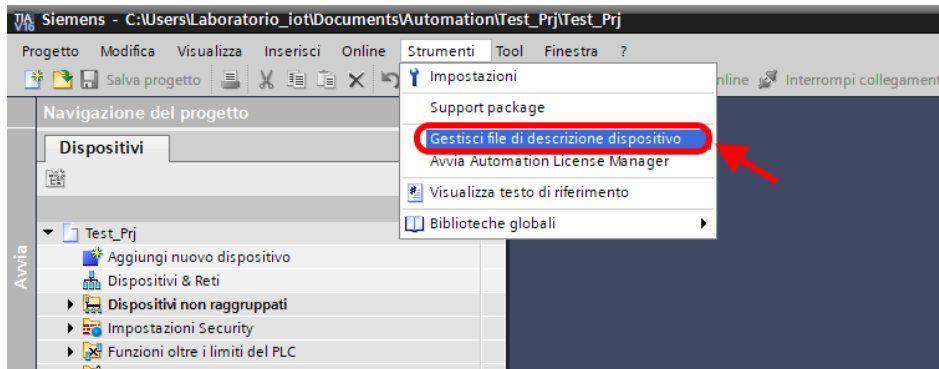 TIA V16 Siemens - C:\Users\Laboratorio_iot\Documents\Automation\Test_Prj\Test_Prj
Progetto Modifica Visualizza Inserisci Online Strumenti Tool Finestra ?
Salva progetto
Interrompi collegament
Impostazioni
Support package
Gestisci file di descrizione dispositivo
Avvia Automation License Manager
Visualizza testo di riferimento
Biblioteche globali
Navigazione del progetto
Dispositivi
Test_Prj
Aggiungi nuovo dispositivo
Dispositivi & Reti
Dispositivi non raggruppati
Impostazioni Security
Funzioni oltre i limiti del PLC
Avvia